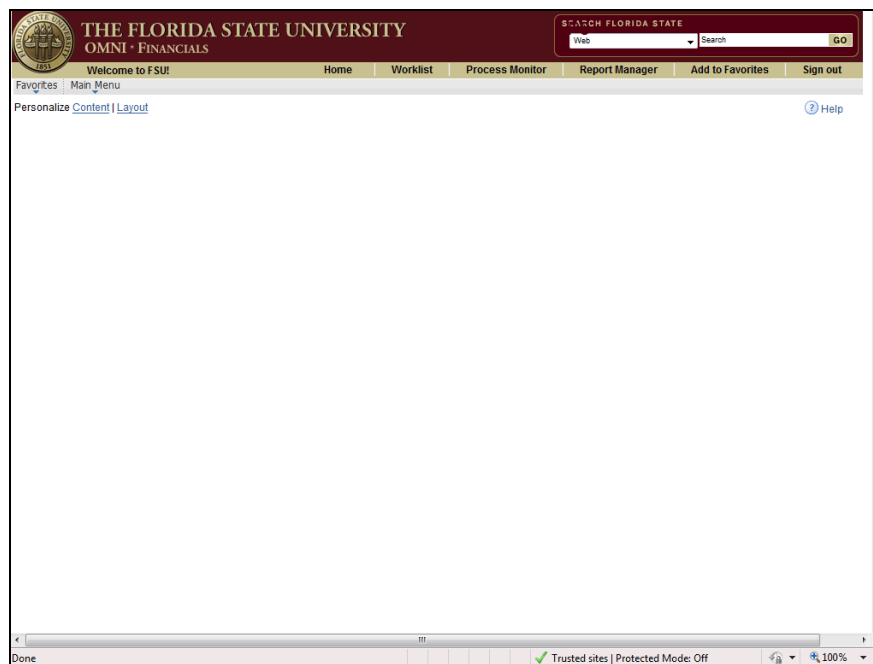 THE FLORIDA STATE UNIVERSITY
OMNI • FINANCIALS
STATE
1851
SEARCH FLORIDA STATE
Web Search GO
Welcome to FSU! Home Worklist Process Monitor Report Manager Add to Favorites Sign out
Favorites Main Menu
Personalize Content | Layout ? Help
Done Trusted sites | Protected Mode: Off 100%